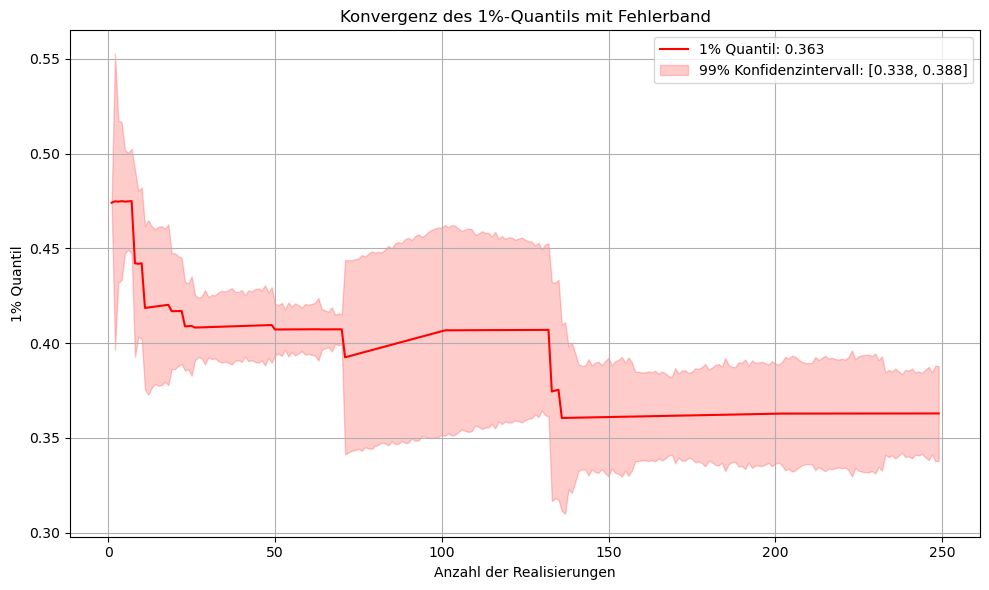 Konvergenz des 1%-Quantils mit Fehlerband
1% Quantil: 0.363
99% Konfidenzintervall: [0.338, 0.388]
0.55
0.50
0.45
0.40
0.35
0.30
1% Quantil
0 50 100 150 200 250
Anzahl der Realisierungen